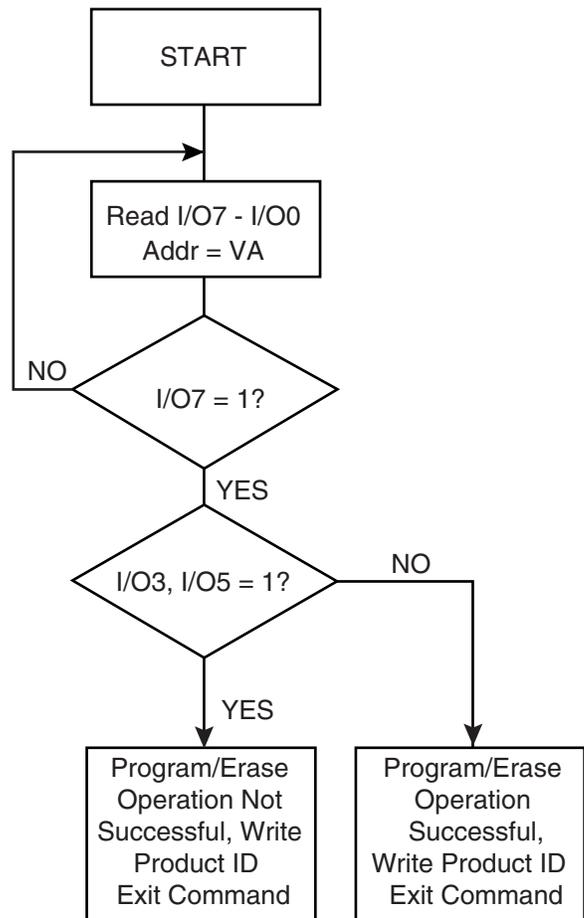 START
Read I/O7 - I/O0
Addr = VA
NO
I/O7 = 1?
YES
I/O3, I/O5 = 1?
NO
YES
Program/Erase
Operation Not
Successful, Write
Product ID
Exit Command
Program/Erase
Operation
Successful,
Write Product ID
Exit Command